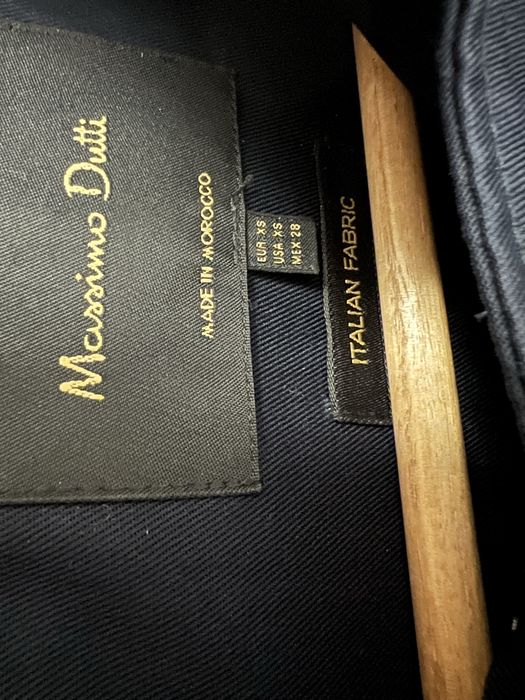 Massimo Dutti
MADE IN MOROCCO
EUR XS
USA XS
MEX 28
ITALIAN FABRIC